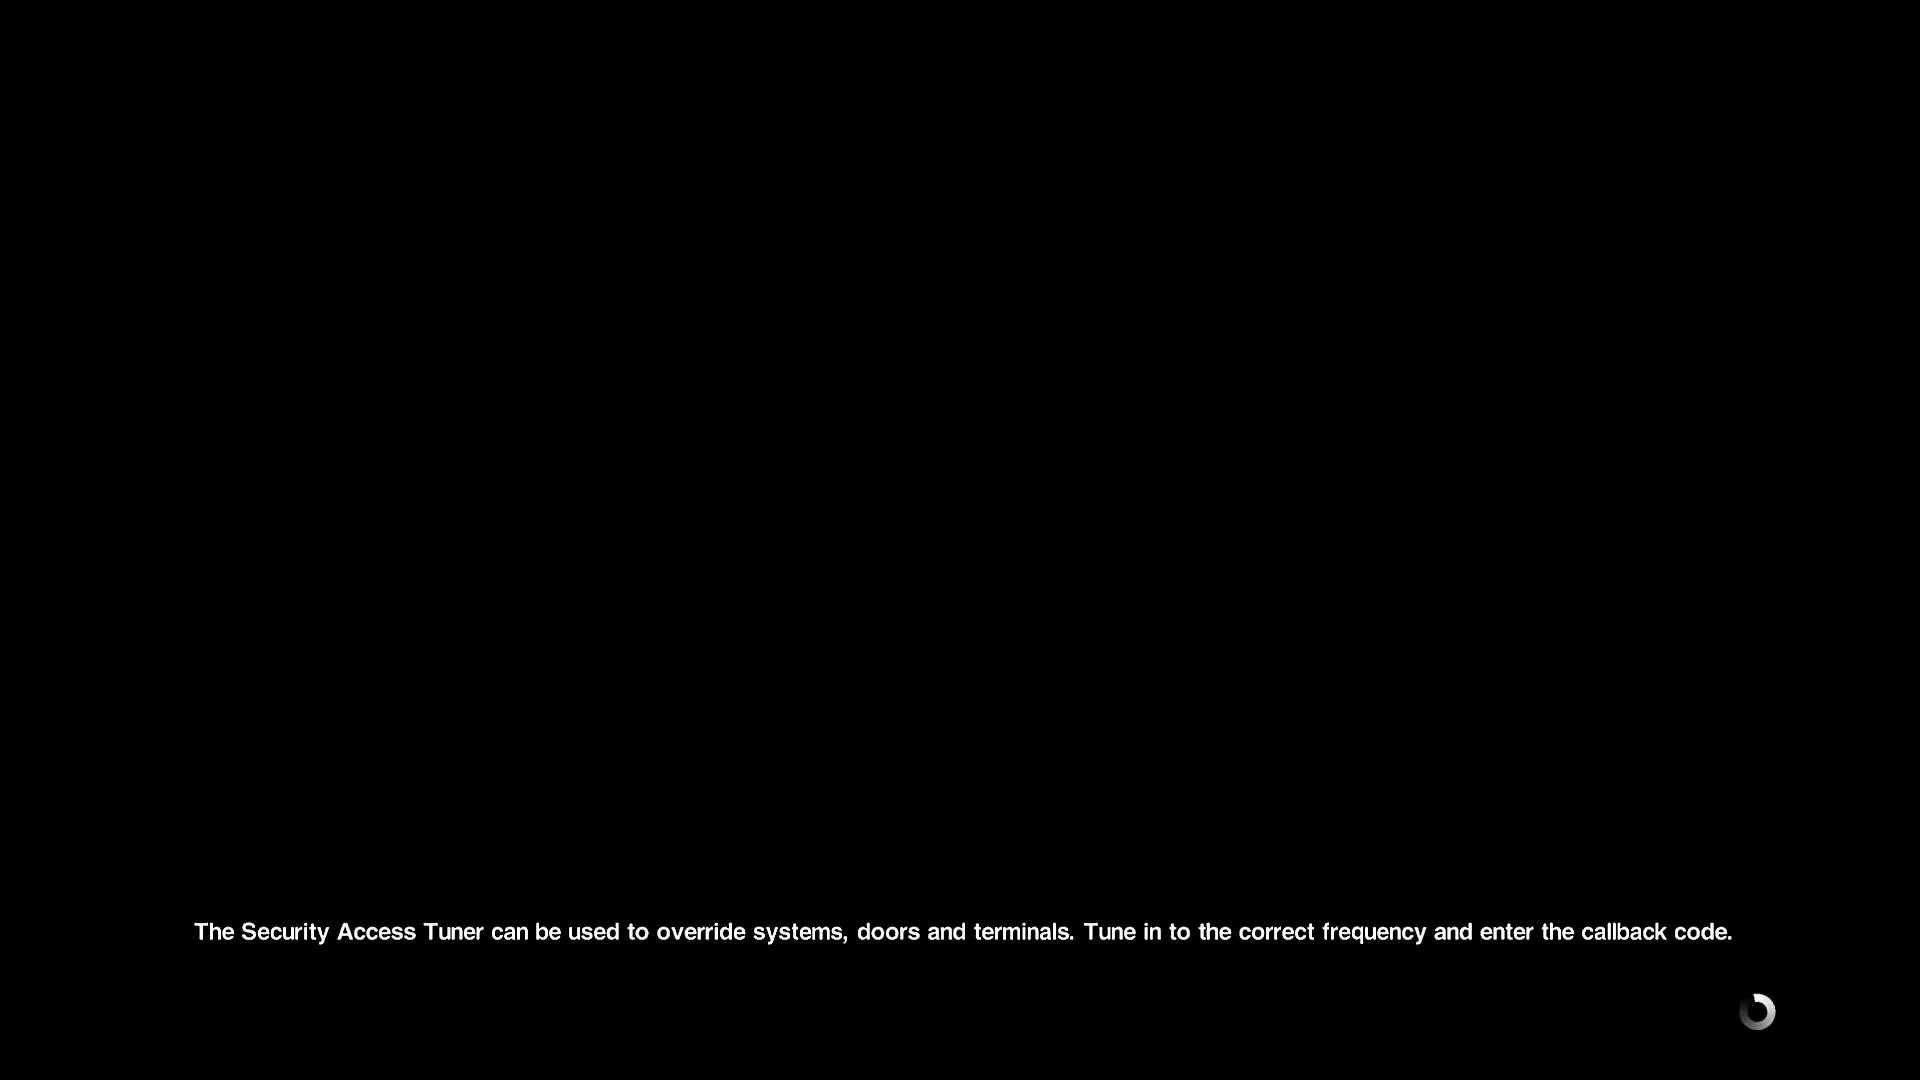 The Security Access Tuner can be used to override systems, doors and terminals. Tune in to the correct frequency and enter the callback code.